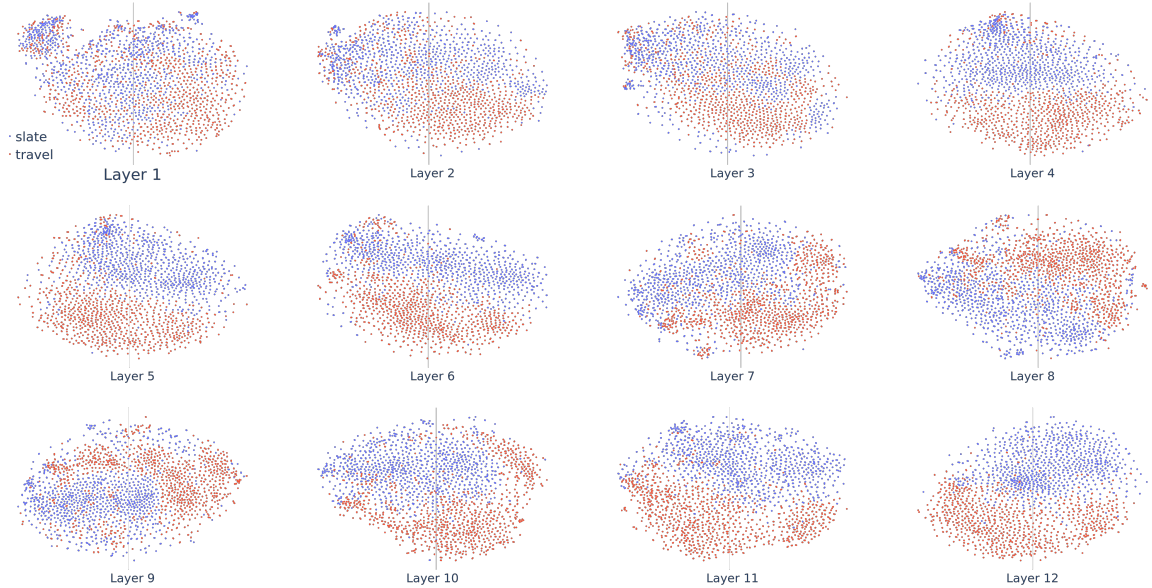 · slate
· travel
Layer 1
Layer 2
Layer 3
Layer 4
Layer 5
Layer 6
Layer 7
Layer 8
Layer 9
Layer 10
Layer 11
Layer 12